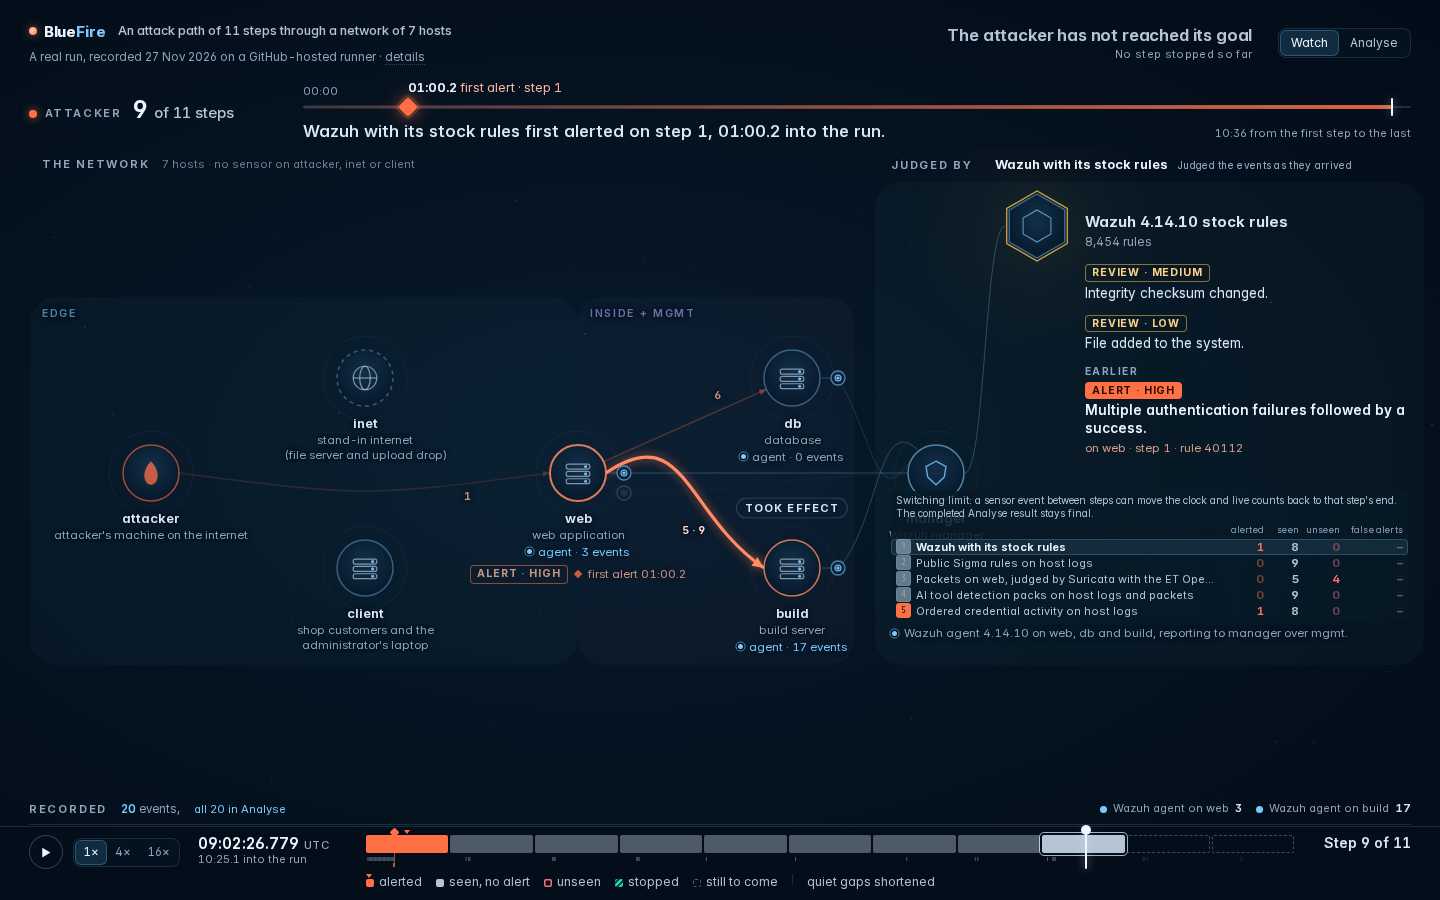 BlueFire An attack path of 11 steps through a network of 7 hosts
A real run, recorded 27 Nov 2026 on a GitHub-hosted runner · details
The attacker has not reached its goal
No step stopped so far
Watch Analyse
ATTACKER 9 of 11 steps
00:00
01:00.2 first alert · step 1
Wazuh with its stock rules first alerted on step 1, 01:00.2 into the run.
10:36 from the first step to the last
THE NETWORK 7 hosts · no sensor on attacker, inet or client
JUDGED BY Wazuh with its stock rules Judged the events as they arrived
Wazuh 4.14.10 stock rules
8,454 rules
REVIEW · MEDIUM
Integrity checksum changed.
REVIEW · LOW
File added to the system.
EARLIER
ALERT · HIGH
Multiple authentication failures followed by a
success.
on web · step 1 · rule 40112
EDGE
INSIDE + MGMT
inet
stand-in internet
(file server and upload drop)
6
db
database
agent · 0 events
1
attacker
attacker's machine on the internet
web
web application
agent · 3 events
ALERT · HIGH first alert 01:00.2
TOOK EFFECT
5 · 9
client
shop customers and the
administrator's laptop
build
build server
agent · 17 events
manager
Wazuh manager
Switching limit: a sensor event between steps can move the clock and live counts back to that step's end.
The completed Analyse result stays final.
alerted seen unseen false alerts
1 Wazuh with its stock rules 1 8 0 –
2 Public Sigma rules on host logs 0 9 0 –
3 Packets on web, judged by Suricata with the ET Ope... 0 5 4 –
4 AI tool detection packs on host logs and packets 0 9 0 –
5 Ordered credential activity on host logs 1 8 0 –
Wazuh agent 4.14.10 on web, db and build, reporting to manager over mgmt.
RECORDED 20 events, all 20 in Analyse
Wazuh agent on web 3 Wazuh agent on build 17
1× 4× 16×
09:02:26.779 UTC
10:25.1 into the run
Step 9 of 11
alerted seen, no alert unseen stopped still to come quiet gaps shortened